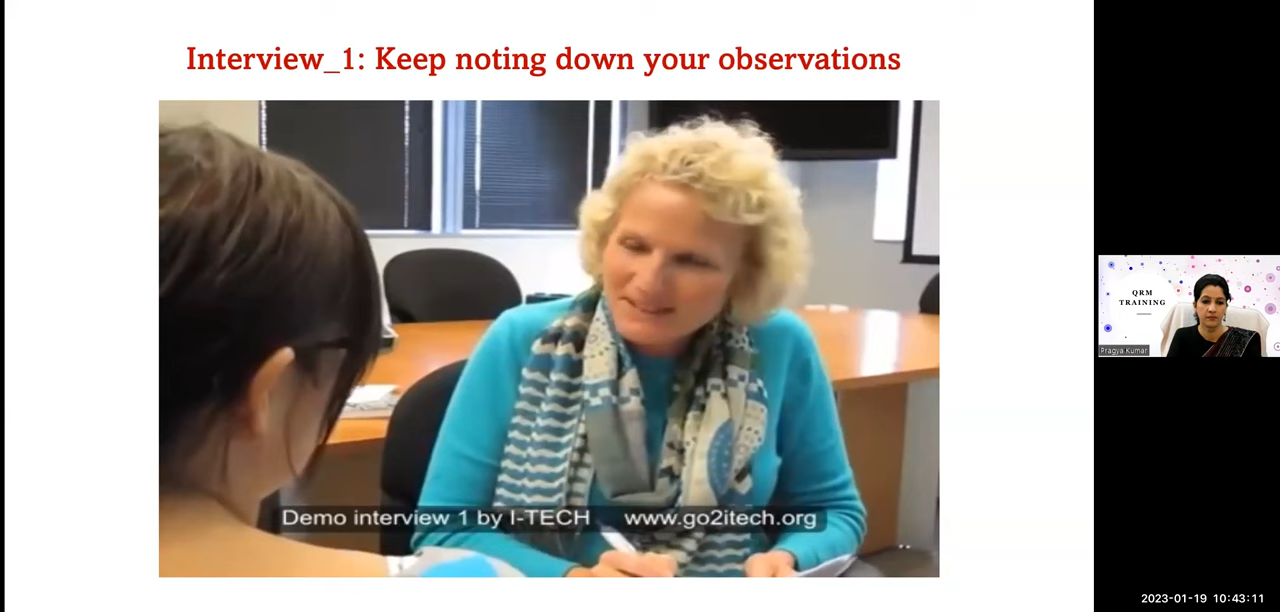 Interview_1: Keep noting down your observations
Demo interview 1 by I-TECH www.go2itech.org
QRM
TRAINING
Pragya Kumar
2023-01-19 10:43:11